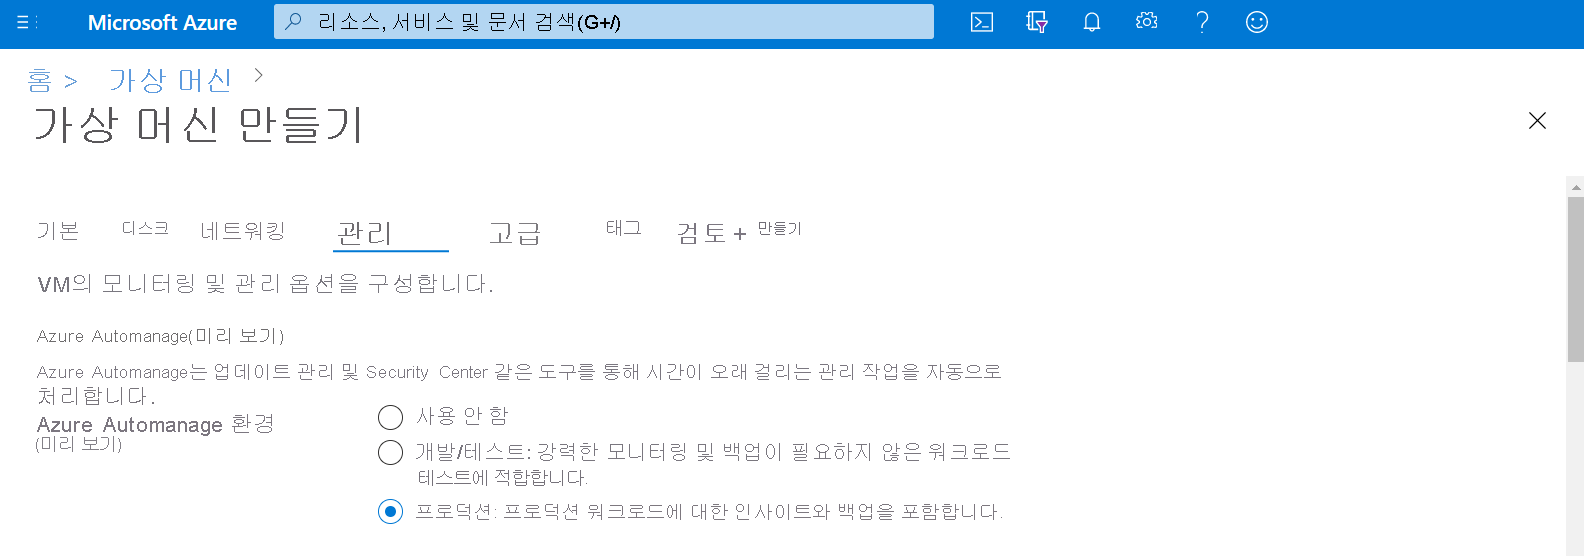 Microsoft Azure 리소스, 서비스 및 문서 검색(G+/)
홈 > 가상 머신 >
가상 머신 만들기
기본 디스크 네트워킹 관리 고급 태그 검토 + 만들기
VM의 모니터링 및 관리 옵션을 구성합니다.
Azure Automanage(미리 보기)
Azure Automanage는 업데이트 관리 및 Security Center 같은 도구를 통해 시간이 오래 걸리는 관리 작업을 자동으로
처리합니다.
Azure Automanage 환경
(미리 보기)
사용 안 함
개발/테스트: 강력한 모니터링 및 백업이 필요하지 않은 워크로드
테스트에 적합합니다.
프로덕션: 프로덕션 워크로드에 대한 인사이트와 백업을 포함합니다.